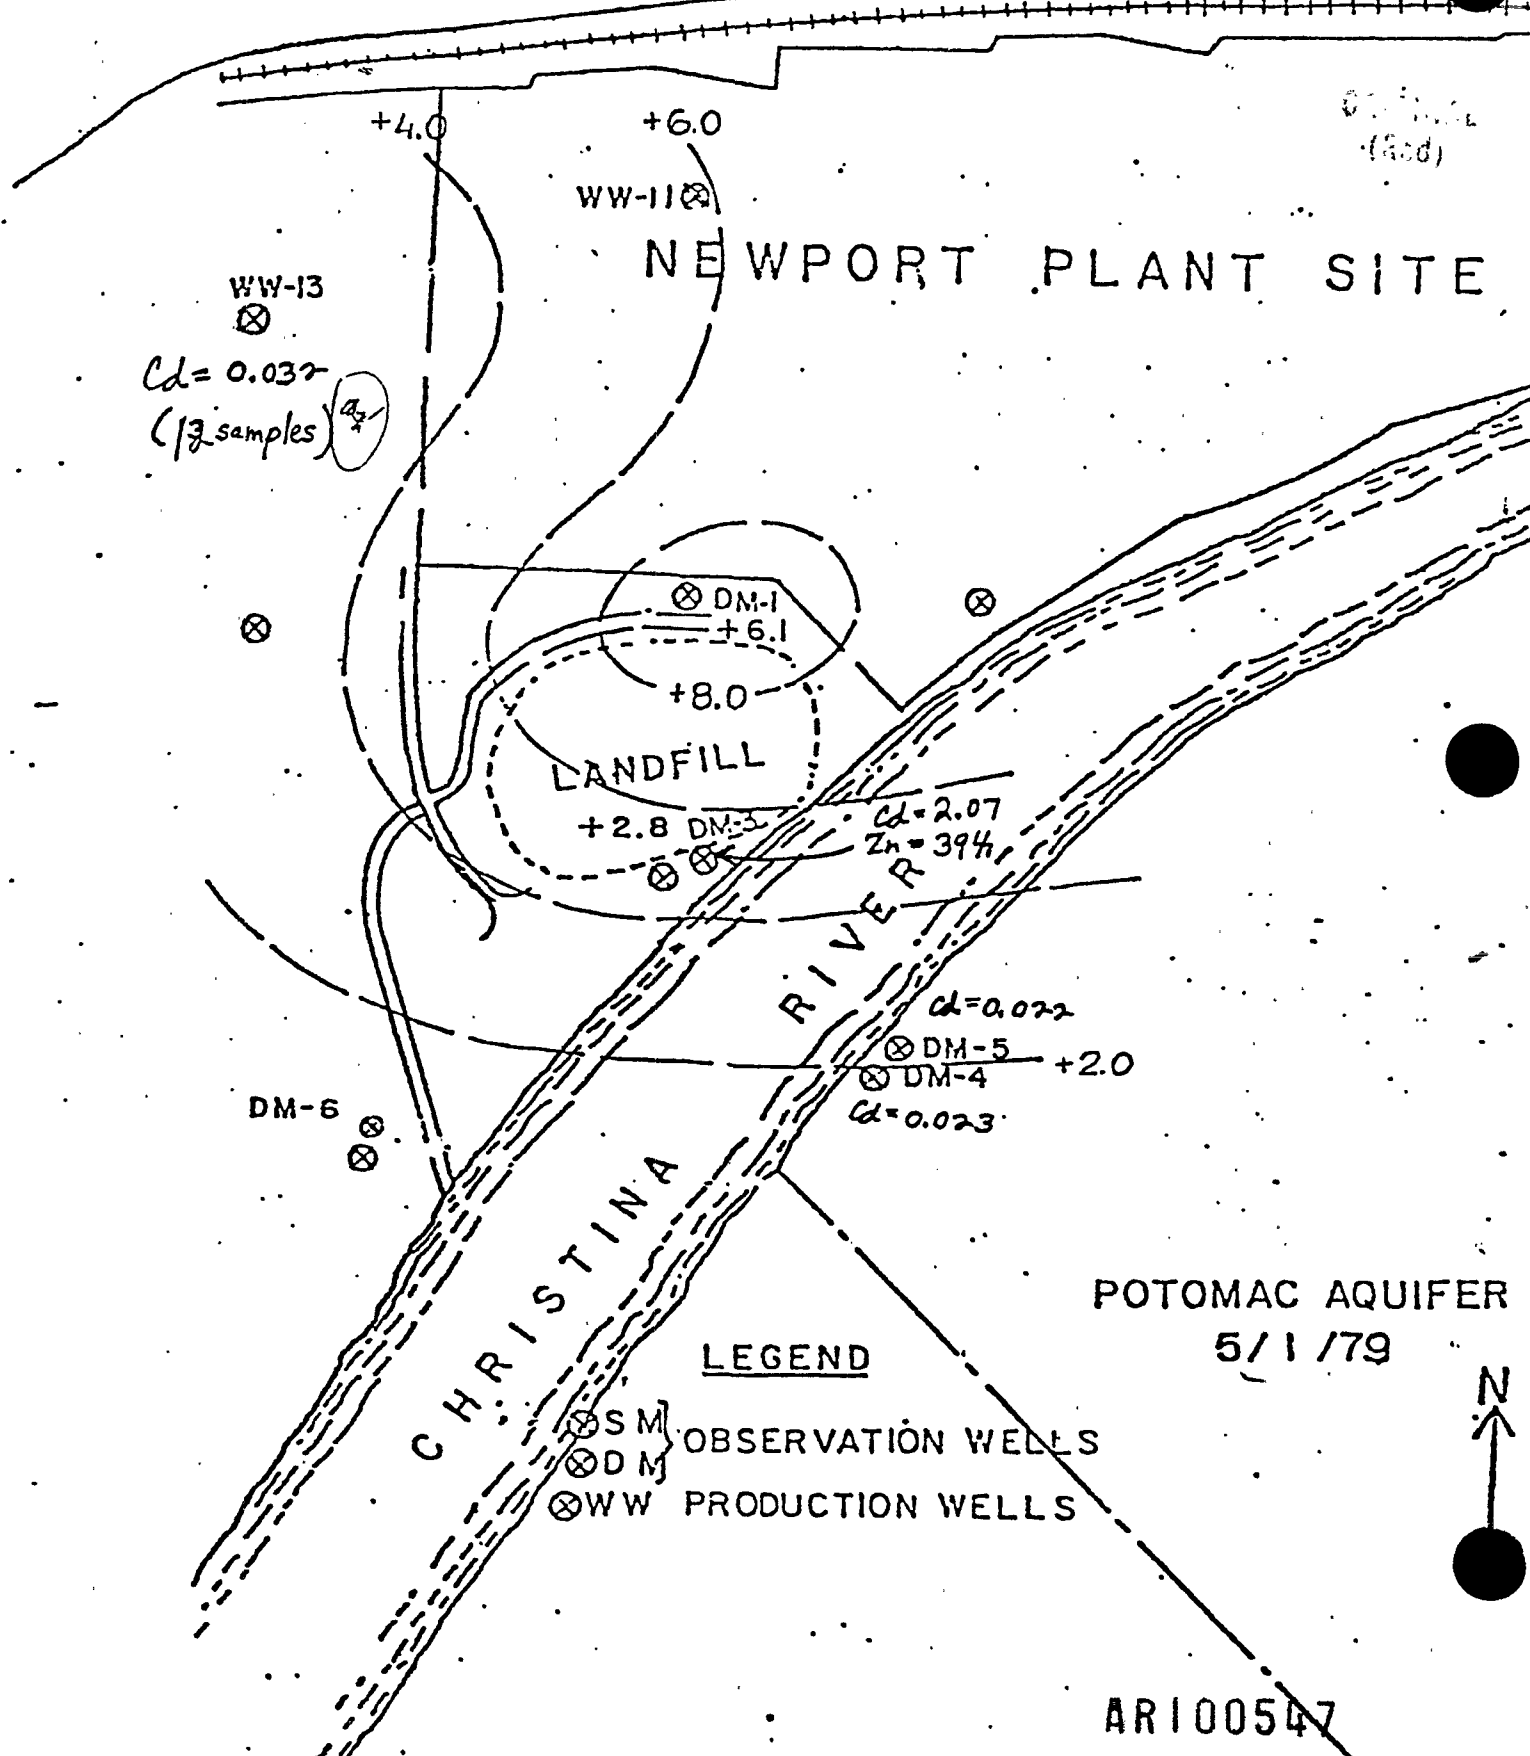 +4.0
+6.0
(Red)
WW-11
NEWPORT PLANT SITE
WW-13
Cd = 0.032
samples)
DM-1
+6.1
+8.0
LANDFILL
+2.8 DM-3
Cd = 2.07
Zn = 394
RIVER
Cd = 0.022
DM-5
+2.0
DM-4
Cd = 0.023
DM-6
CHRISTINA
POTOMAC AQUIFER
5/1/79
N
LEGEND
SM
DM
OBSERVATION WELLS
WW PRODUCTION WELLS
AR100547